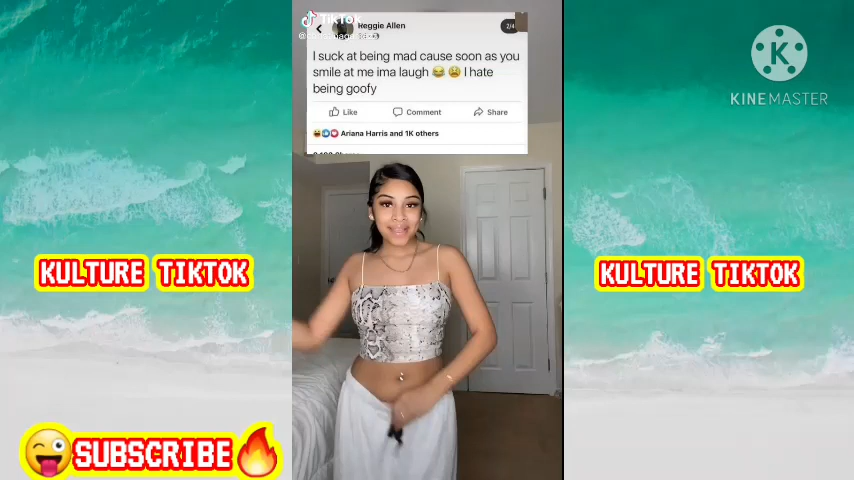 TikTok
Reggie Allen
2/4
I suck at being mad cause soon as you
smile at me ima laugh 😂 😩 I hate
being goofy
Like Comment Share
Ariana Harris and 1K others
KINEMASTER
KULTURE TIKTOK
KULTURE TIKTOK
SUBSCRIBE